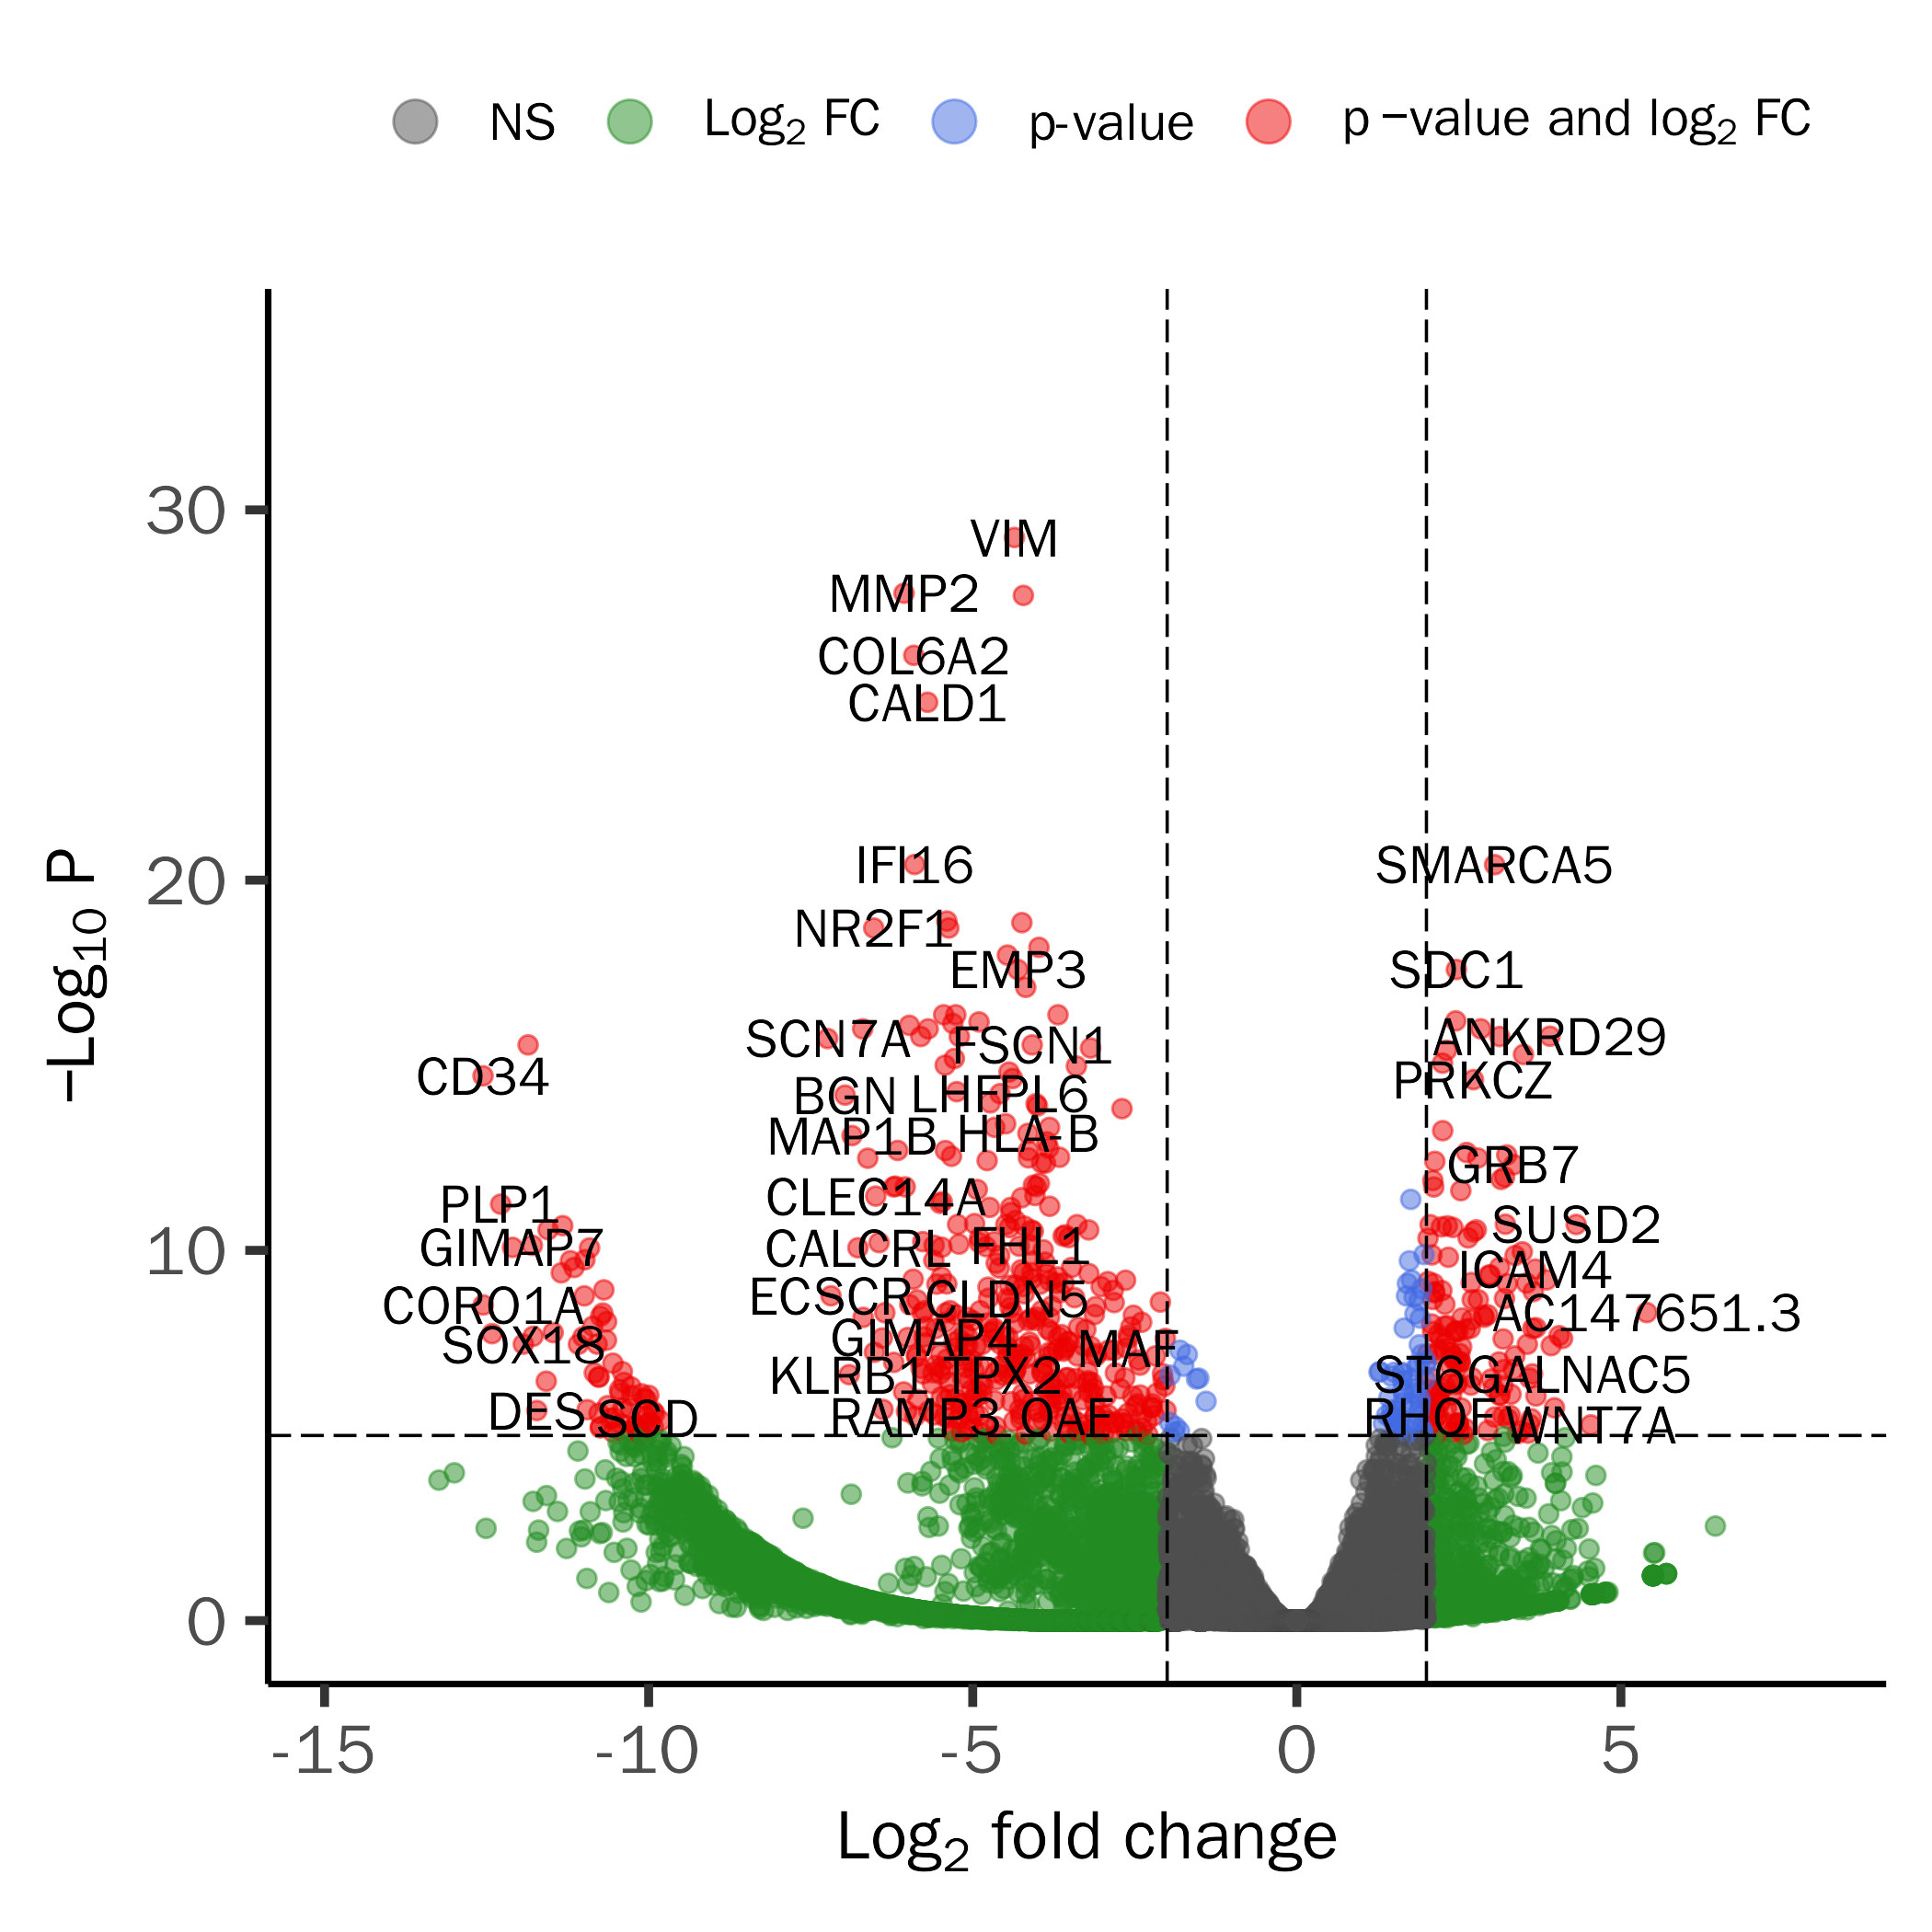 NS Log₂ FC p-value p −value and log₂ FC
−Log₁₀ P
30
20
10
0
VIM
MMP2
COL6A2
CALD1
IFI16 SMARCA5
NR2F1
EMP3 SDC1
SCN7A FSCN1 ANKRD29
CD34 PRKCZ
BGN LHFPL6
MAP1B HLA-B
GRB7
PLP1 CLEC14A
SUSD2
GIMAP7 CALCRL FHL1
ICAM4
CORO1A ECSCR CLDN5 AC147651.3
SOX18 GIMAP4 MAF
KLRB1 TPX2 ST6GALNAC5
DES SCD RAMP3 OAF RHOF WNT7A
-15 -10 -5 0 5
Log₂ fold change